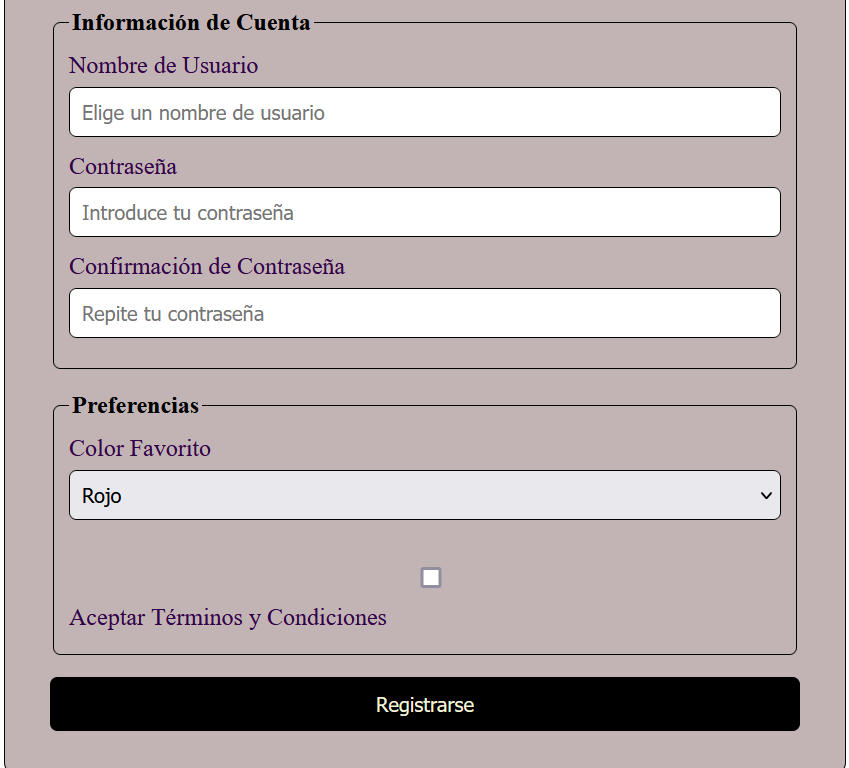 Información de Cuenta
Nombre de Usuario
Elige un nombre de usuario
Contraseña
Introduce tu contraseña
Confirmación de Contraseña
Repite tu contraseña
Preferencias
Color Favorito
Rojo
Aceptar Términos y Condiciones
Registrarse